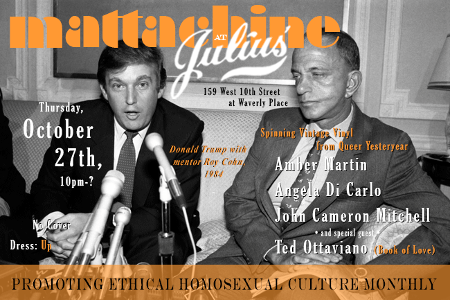 mattachine
AT
Julius'
159 West 10th Street
at Waverly Place
Thursday,
October
27th,
10pm-?
No Cover
Dress: Up
Donald Trump with
mentor Roy Cohn,
1984
Spinning Vintage Vinyl
from Queer Yesteryear
Amber Martin
Angela Di Carlo
John Cameron Mitchell
• and special guest •
Ted Ottaviano (Book of Love)
PROMOTING ETHICAL HOMOSEXUAL CULTURE MONTHLY